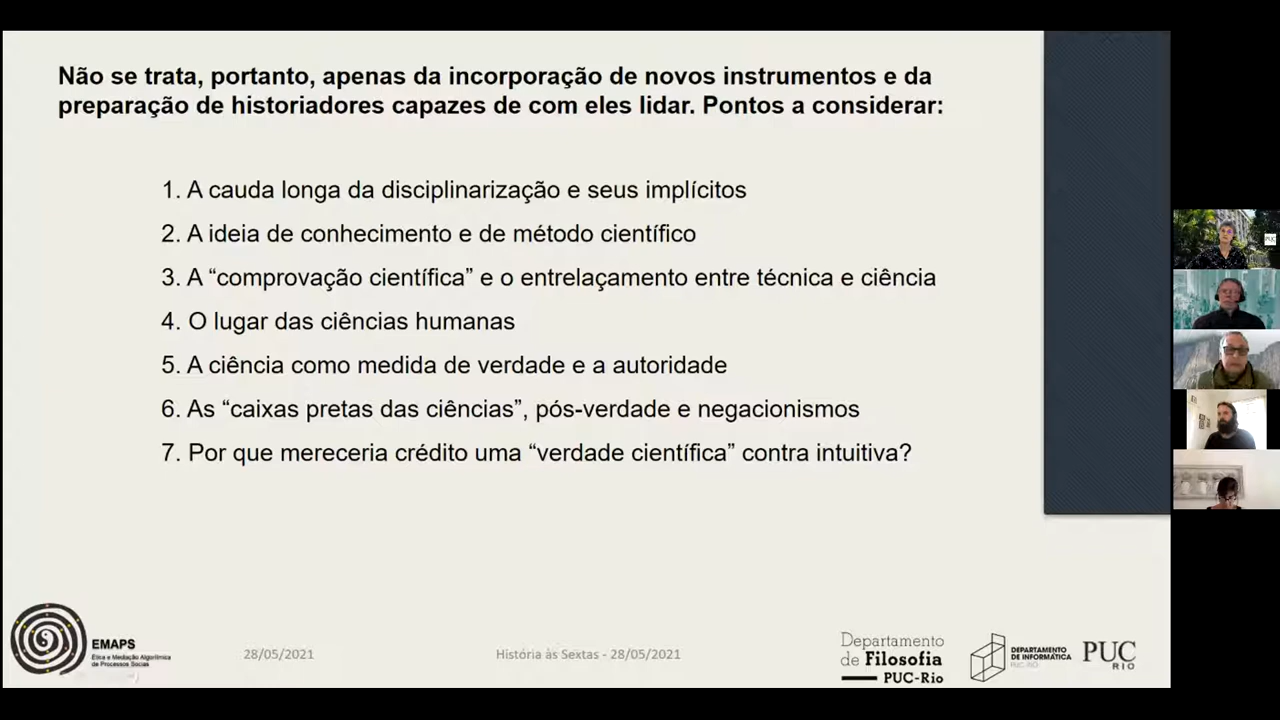 Não se trata, portanto, apenas da incorporação de novos instrumentos e da
preparação de historiadores capazes de com eles lidar. Pontos a considerar:
1. A cauda longa da disciplinarização e seus implícitos
2. A ideia de conhecimento e de método científico
3. A “comprovação científica” e o entrelaçamento entre técnica e ciência
4. O lugar das ciências humanas
5. A ciência como medida de verdade e a autoridade
6. As “caixas pretas das ciências”, pós-verdade e negacionismos
7. Por que mereceria crédito uma “verdade científica” contra intuitiva?
EMAPS
Ética e Mediação Algorítmica
de Processos Sociais
28/05/2021
História às Sextas - 28/05/2021
Departamento
de Filosofia
PUC-Rio
DEPARTAMENTO
DE INFORMÁTICA
PUC-RIO
PUC
RIO